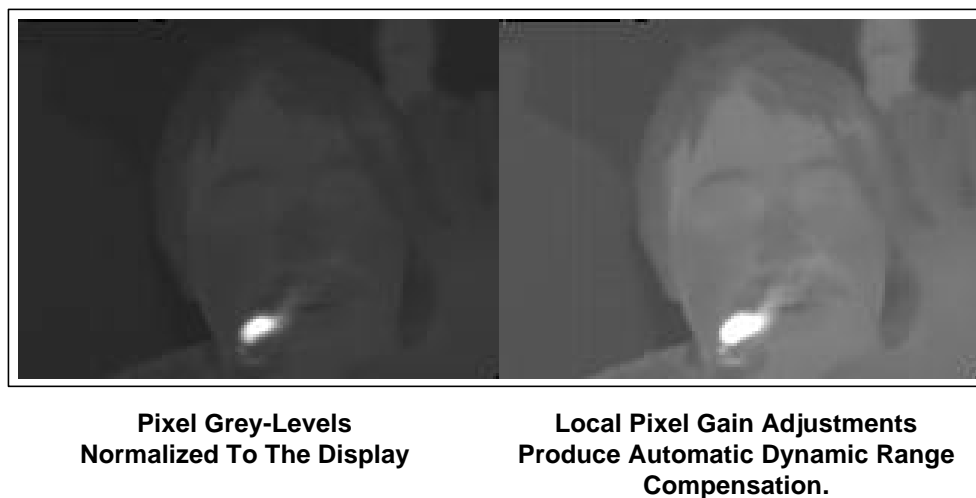 Pixel Grey-Levels
Normalized To The Display
Local Pixel Gain Adjustments
Produce Automatic Dynamic Range
Compensation.